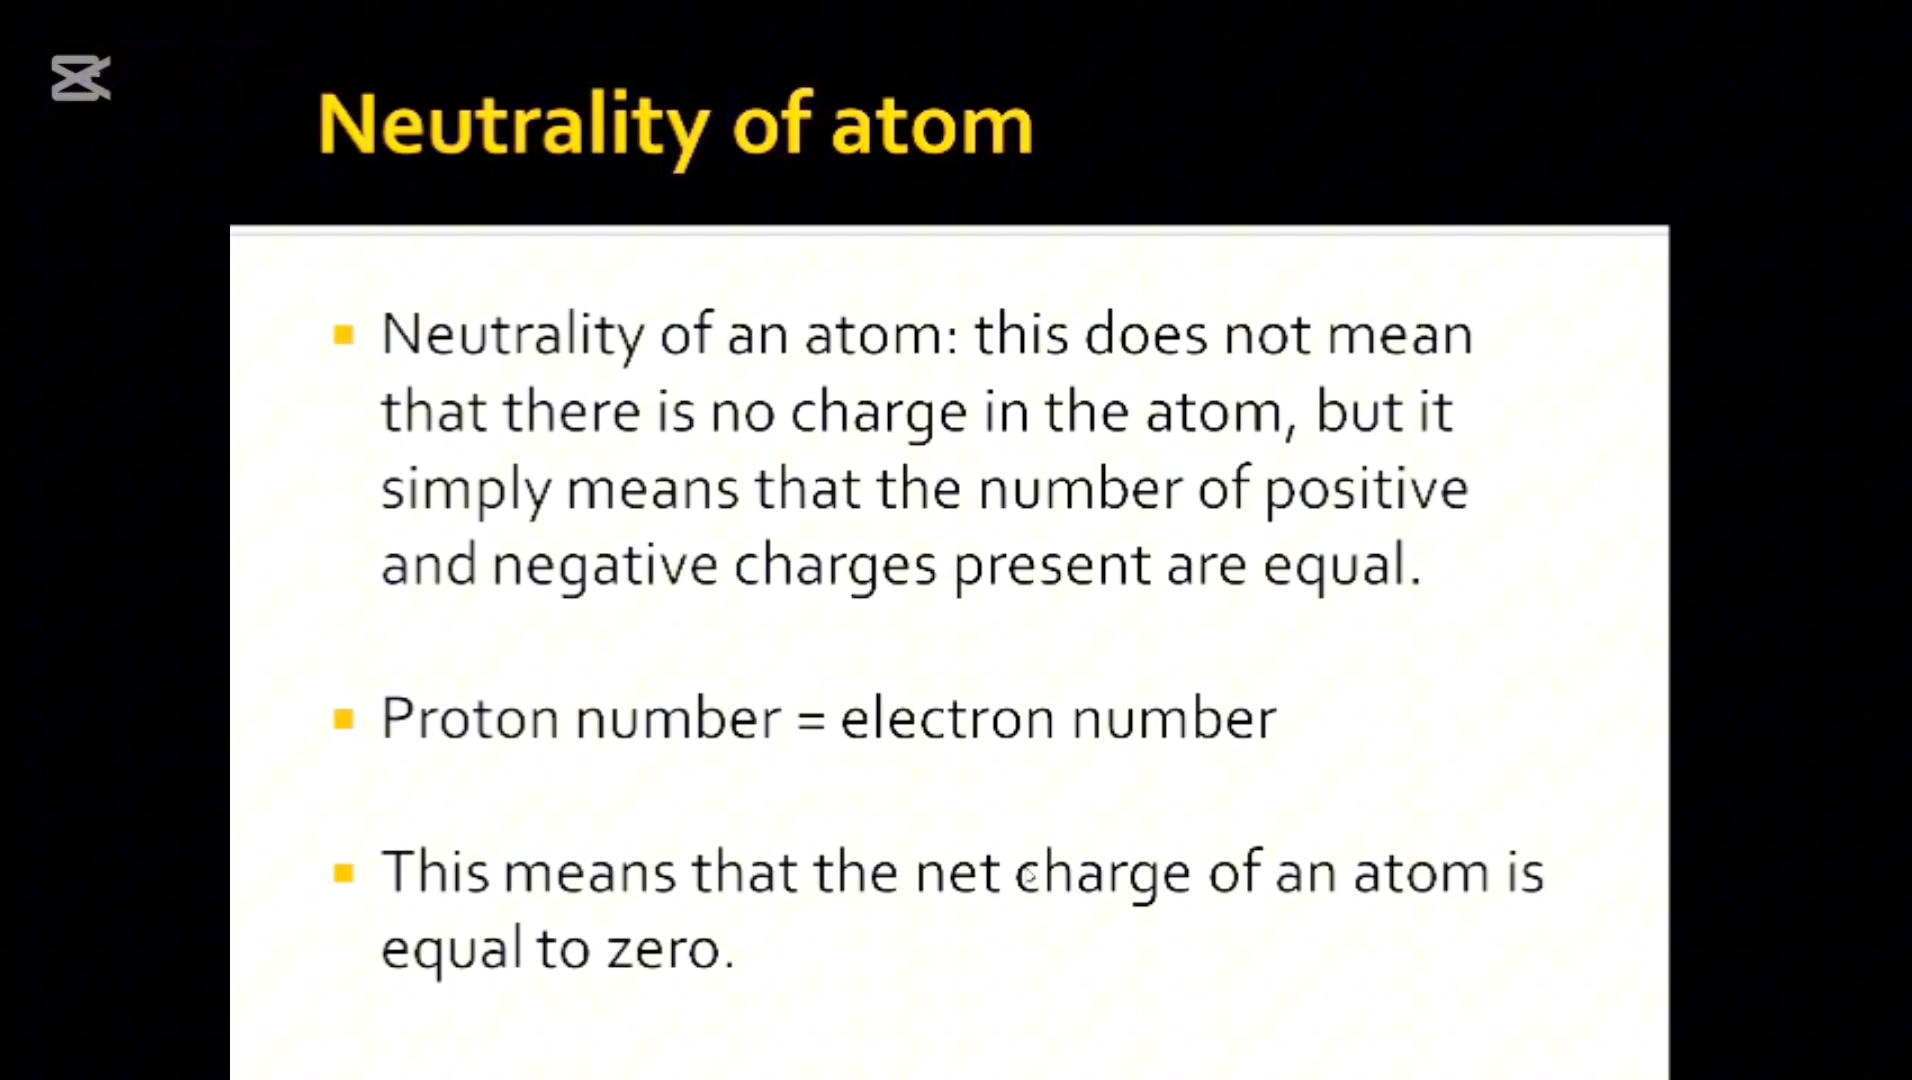 Neutrality of atom
Neutrality of an atom: this does not mean
that there is no charge in the atom, but it
simply means that the number of positive
and negative charges present are equal.
Proton number = electron number
This means that the net charge of an atom is
equal to zero.